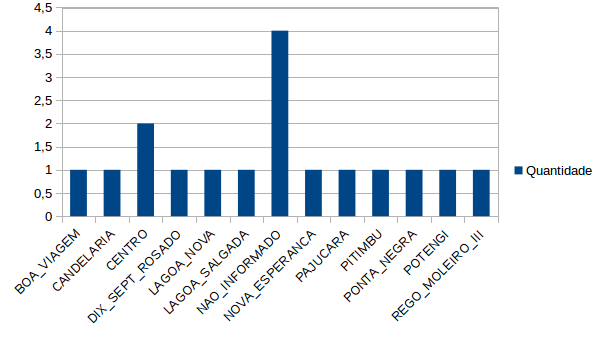 4,5
4
3,5
3
2,5
2
1,5
1
0,5
0
Quantidade
BOA_VIAGEM
CANDELARIA
CENTRO
DIX_SEPT_ROSADO
LAGOA_NOVA
LAGOA_SALGADA
NAO_INFORMADO
NOVA_ESPERANCA
PAJUCARA
PITIMBU
PONTA_NEGRA
POTENGI
REGO_MOLEIRO_III